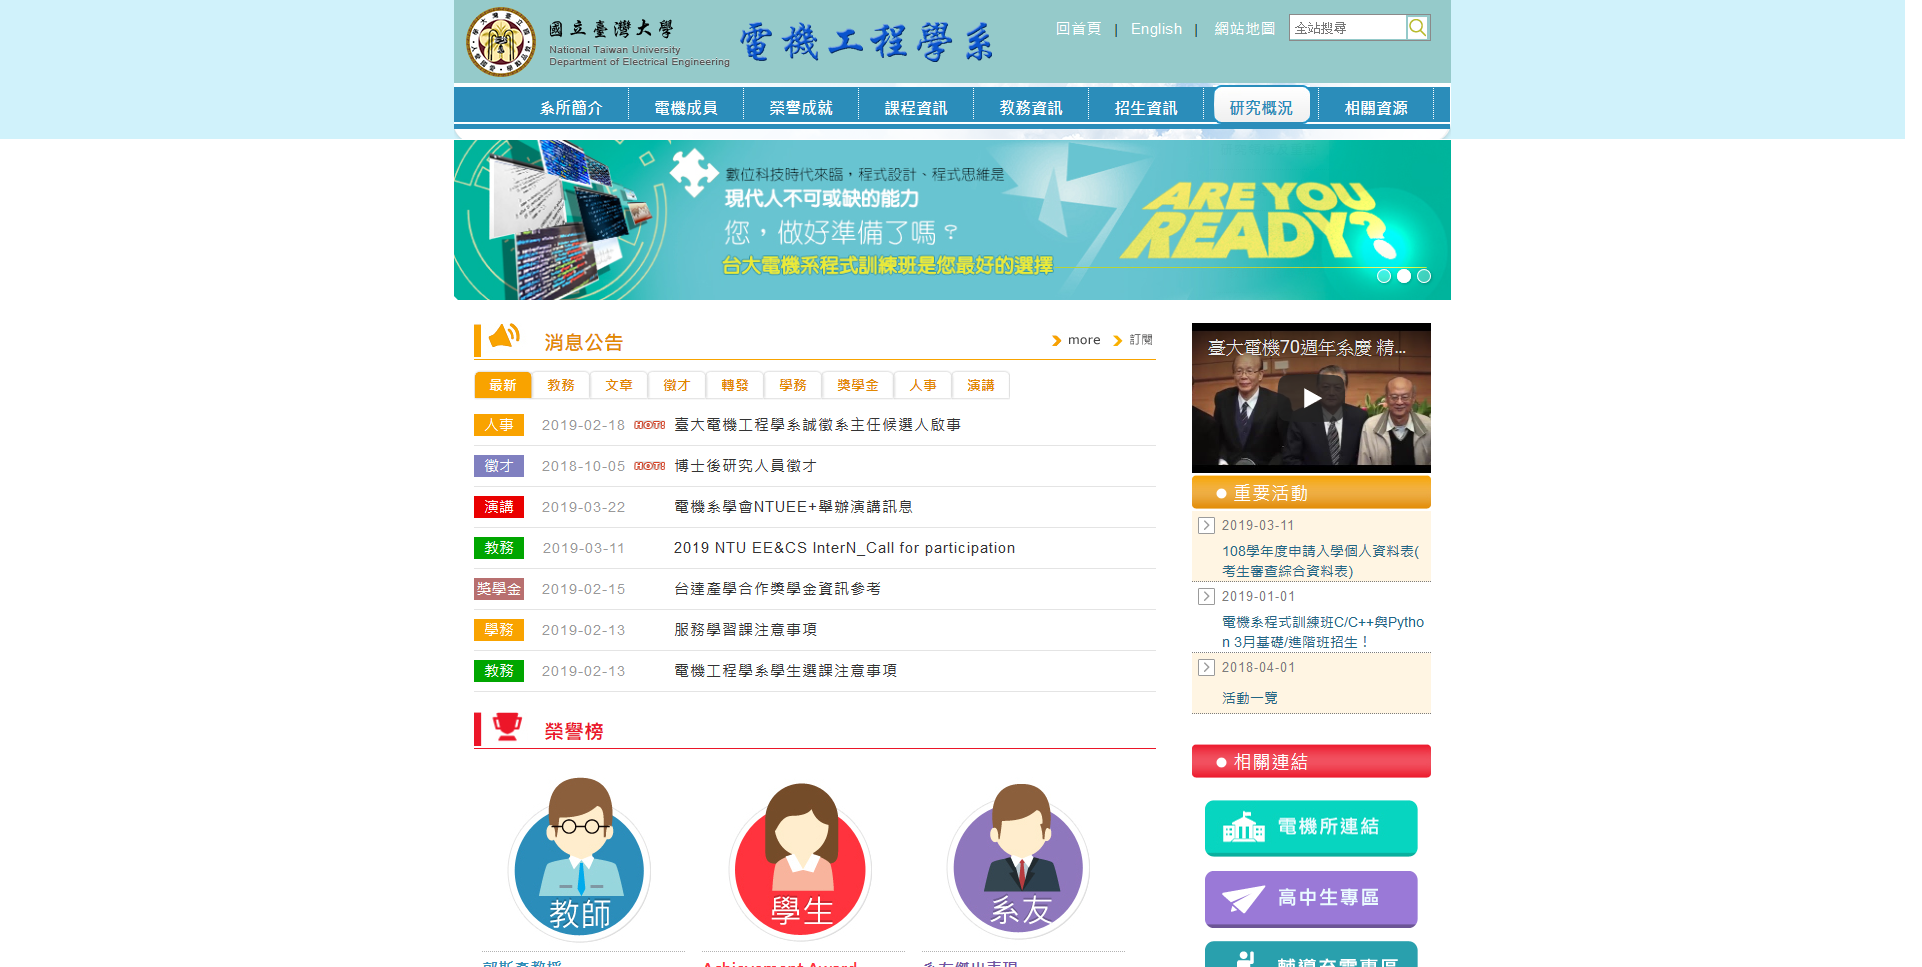 國立臺灣大學
National Taiwan University
Department of Electrical Engineering
電機工程學系
回首頁 | English | 網站地圖
全站搜尋
系所簡介 電機成員 榮譽成就 課程資訊 教務資訊 招生資訊 研究概況 相關資源
數位科技時代來臨，程式設計、程式思維是
現代人不可或缺的能力
您，做好準備了嗎？
台大電機系程式訓練班是您最好的選擇
ARE YOU
READY?
消息公告
more 訂閱
最新 教務 文章 徵才 轉發 學務 獎學金 人事 演講
人事 2019-02-18 HOT! 臺大電機工程學系誠徵系主任候選人啟事
徵才 2018-10-05 HOT! 博士後研究人員徵才
演講 2019-03-22 電機系學會NTUEE+舉辦演講訊息
教務 2019-03-11 2019 NTU EE&CS InterN_Call for participation
獎學金 2019-02-15 台達產學合作獎學金資訊參考
學務 2019-02-13 服務學習課注意事項
教務 2019-02-13 電機工程學系學生選課注意事項
榮譽榜
教師
學生
系友
Achievement Award
系友傑出表現
臺大電機70週年系慶 精...
重要活動
2019-03-11
108學年度申請入學個人資料表(
考生審查綜合資料表)
2019-01-01
電機系程式訓練班C/C++與Pytho
n 3月基礎/進階班招生！
2018-04-01
活動一覽
相關連結
電機所連結
高中生專區
輔導充電專區